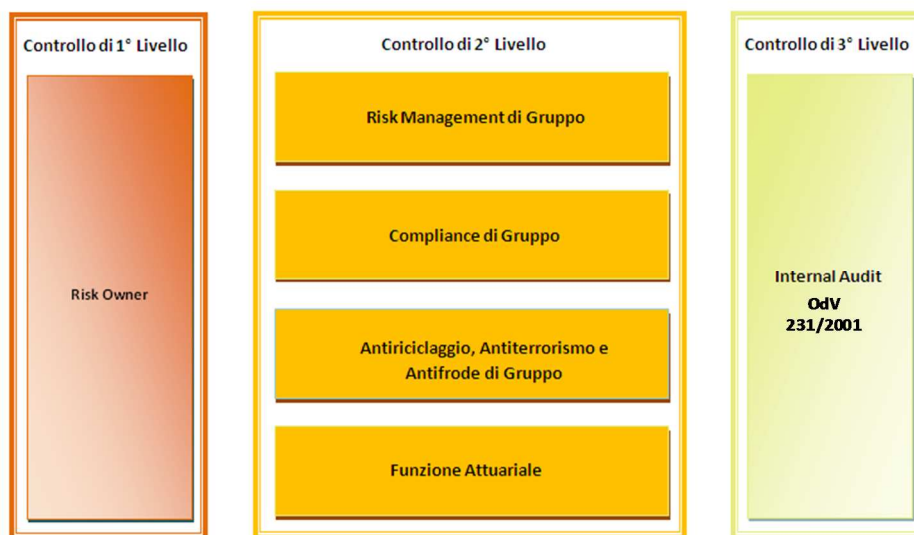 Controllo di 1° Livello
Risk Owner
Controllo di 2° Livello
Risk Management di Gruppo
Compliance di Gruppo
Antiriciclaggio, Antiterrorismo e
Antifrode di Gruppo
Funzione Attuariale
Controllo di 3° Livello
Internal Audit
OdV
231/2001